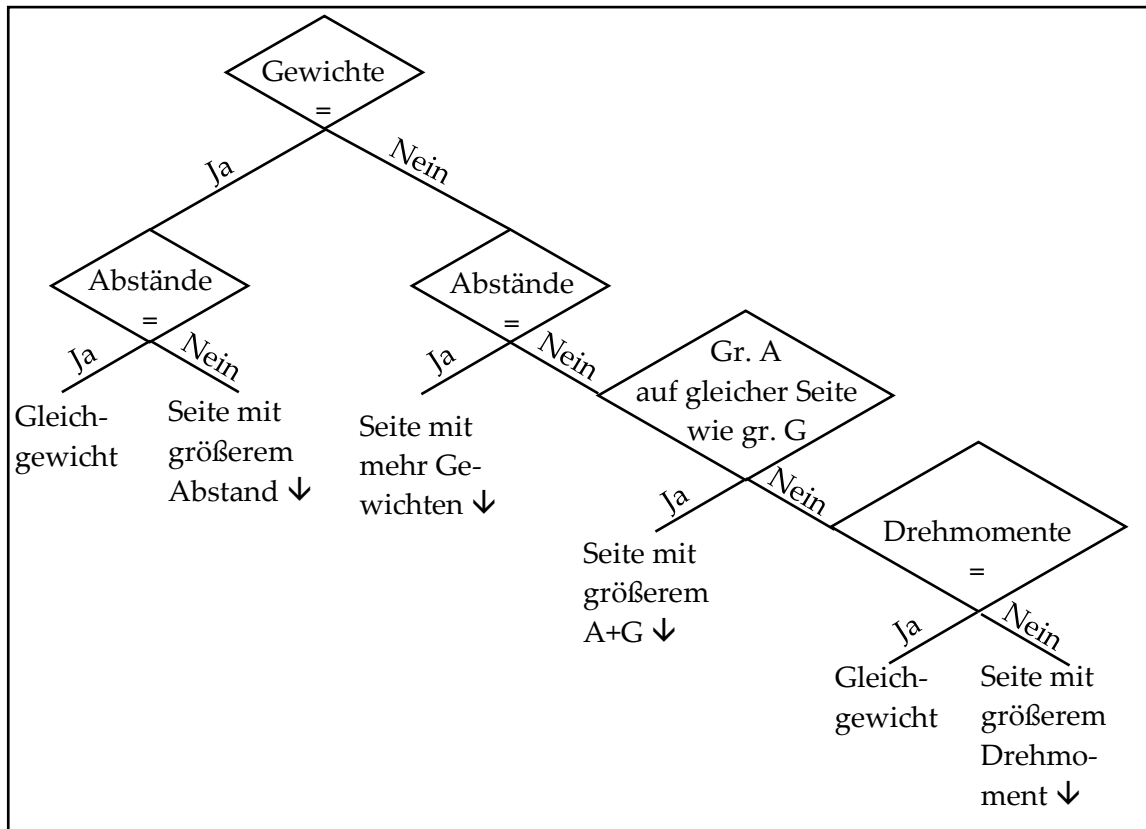 Gewichte
=
Ja
Nein
Abstände
=
Ja
Nein
Gleich-
gewicht
Seite mit
größerem
Abstand ↓
Abstände
=
Ja
Nein
Seite mit
mehr Ge-
wichten ↓
Gr. A
auf gleicher Seite
wie gr. G
Ja
Nein
Seite mit
größerem
A+G ↓
Drehmomente
=
Ja
Nein
Gleich-
gewicht
Seite mit
größerem
Drehmo-
ment ↓